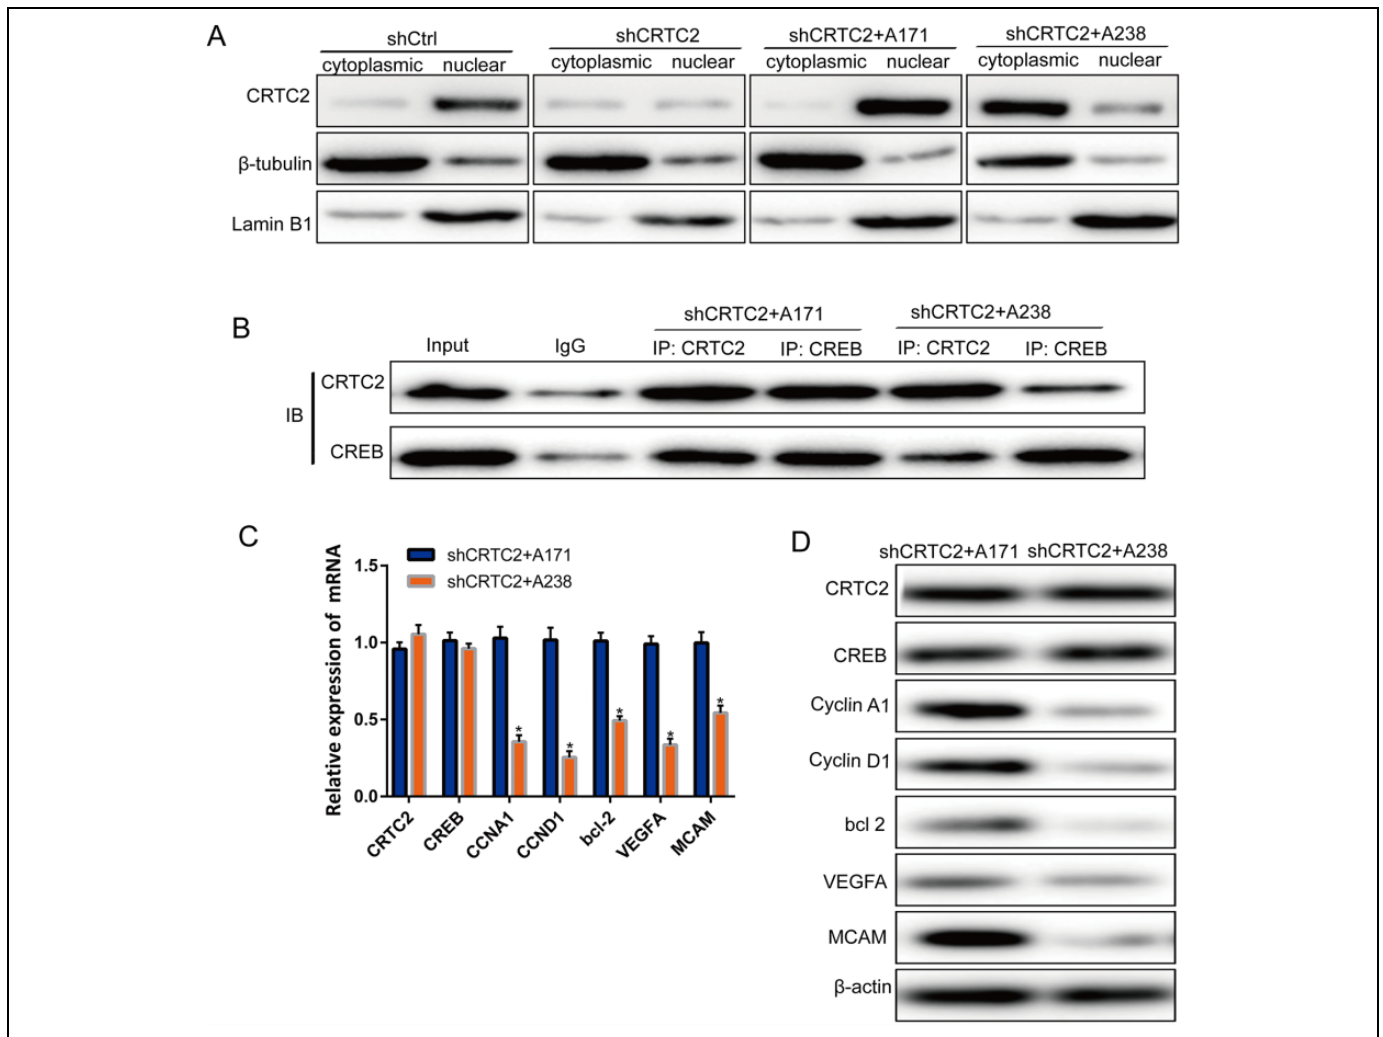 A
shCtrl shCRTC2 shCRTC2+A171 shCRTC2+A238
cytoplasmic nuclear cytoplasmic nuclear cytoplasmic nuclear cytoplasmic nuclear
CRTC2
β-tubulin
Lamin B1
B
shCRTC2+A171 shCRTC2+A238
Input IgG IP: CRTC2 IP: CREB IP: CRTC2 IP: CREB
CRTC2
IB
CREB
C
Relative expression of mRNA
shCRTC2+A171
shCRTC2+A238
1.5
1.0
0.5
0.0
* * * * *
CRTC2 CREB CCNA1 CCND1 bcl-2 VEGFA MCAM
D
shCRTC2+A171 shCRTC2+A238
CRTC2
CREB
Cyclin A1
Cyclin D1
bcl 2
VEGFA
MCAM
β-actin